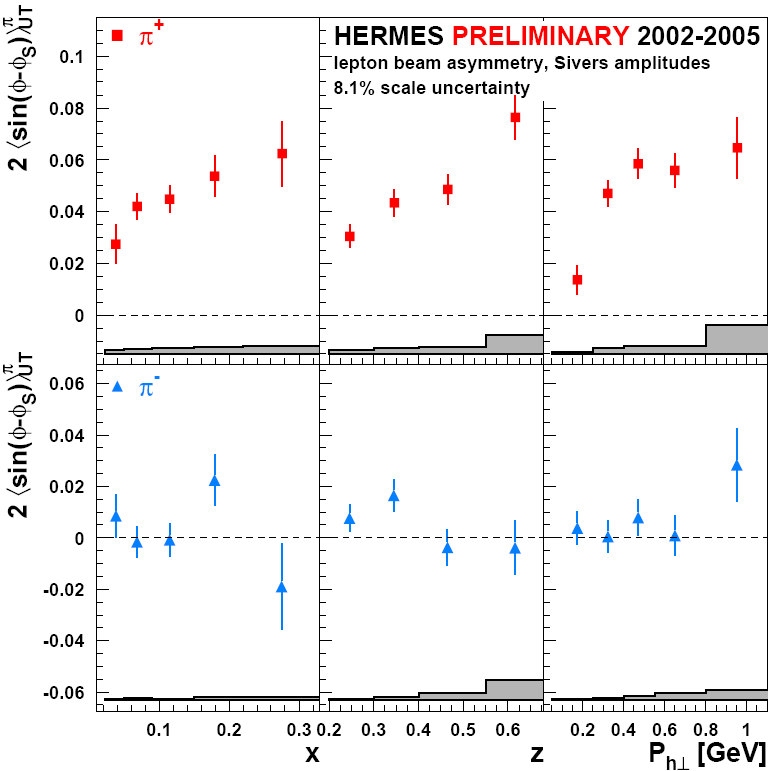 HERMES PRELIMINARY 2002-2005
lepton beam asymmetry, Sivers amplitudes
8.1% scale uncertainty
π+
2 ⟨sin(ϕ-ϕS)⟩πUT
0.1
0.08
0.06
0.04
0.02
0
π-
2 ⟨sin(ϕ-ϕS)⟩πUT
0.06
0.04
0.02
0
-0.02
-0.04
-0.06
0.1 0.2 0.3 0.2 0.3 0.4 0.5 0.6 0.2 0.4 0.6 0.8 1
x z Ph⊥ [GeV]